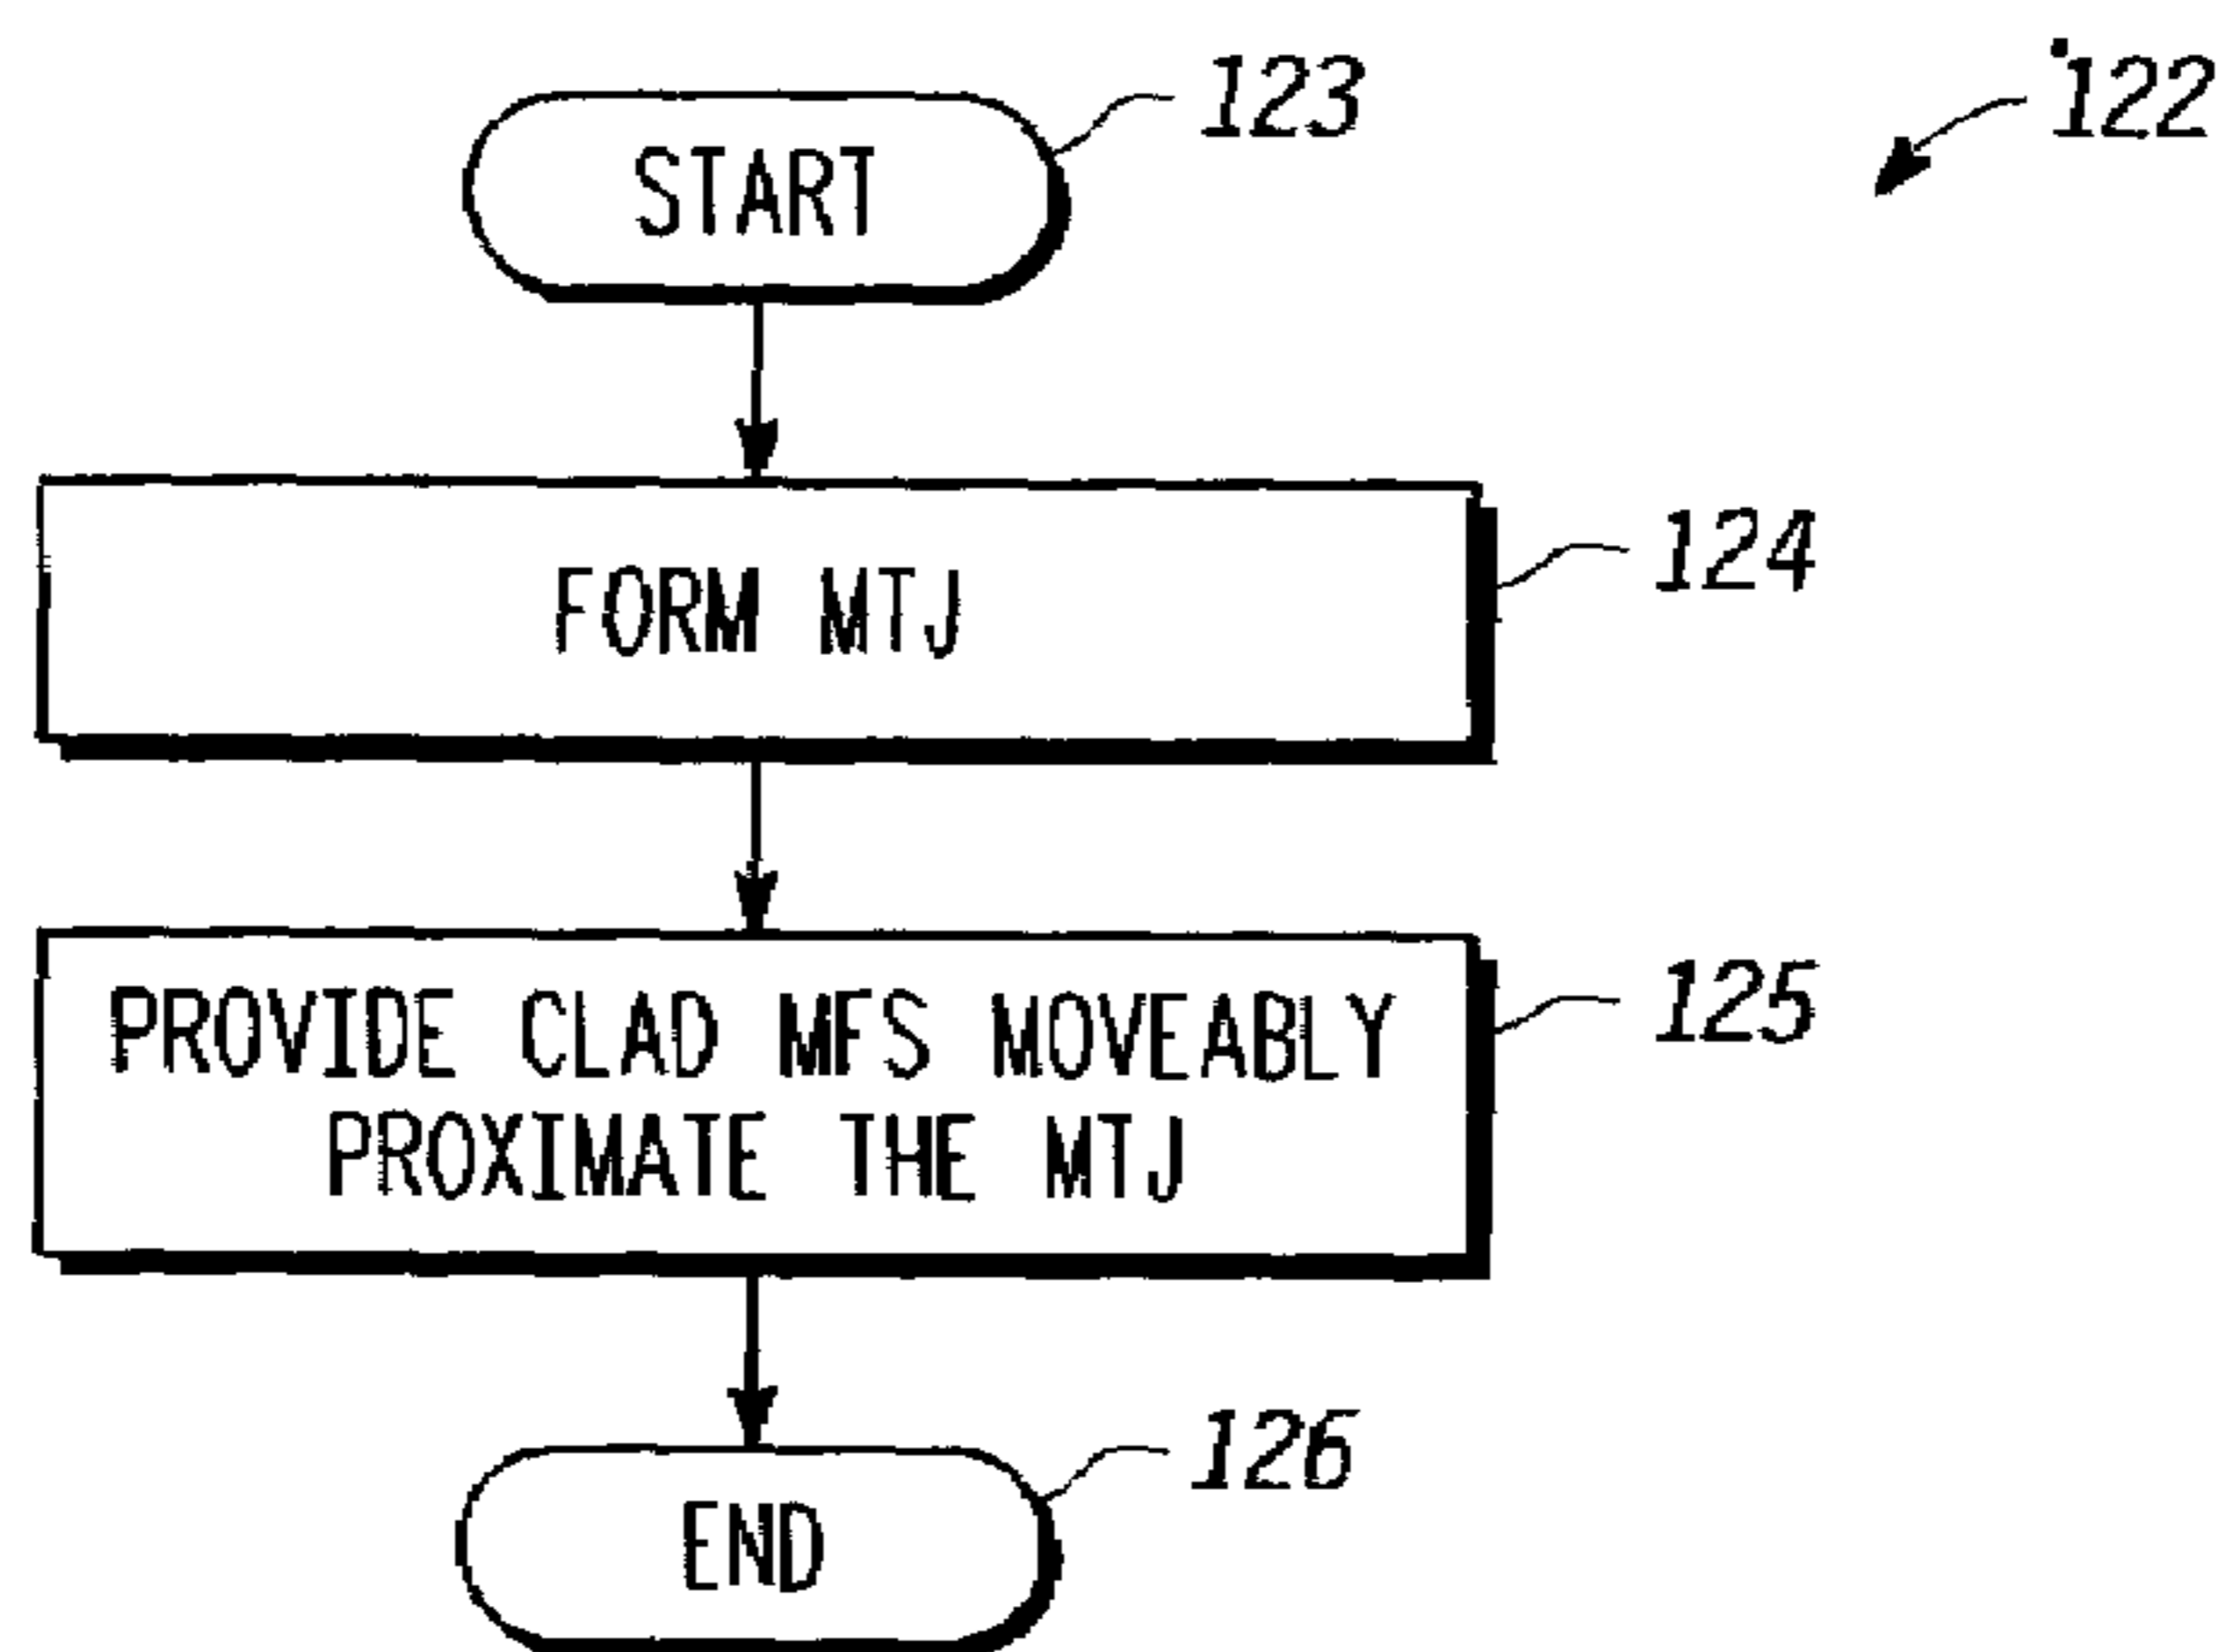 START
123
122
FORM MTJ
124
PROVIDE CLAD MFS MOVEABLY
PROXIMATE THE MTJ
125
END
126